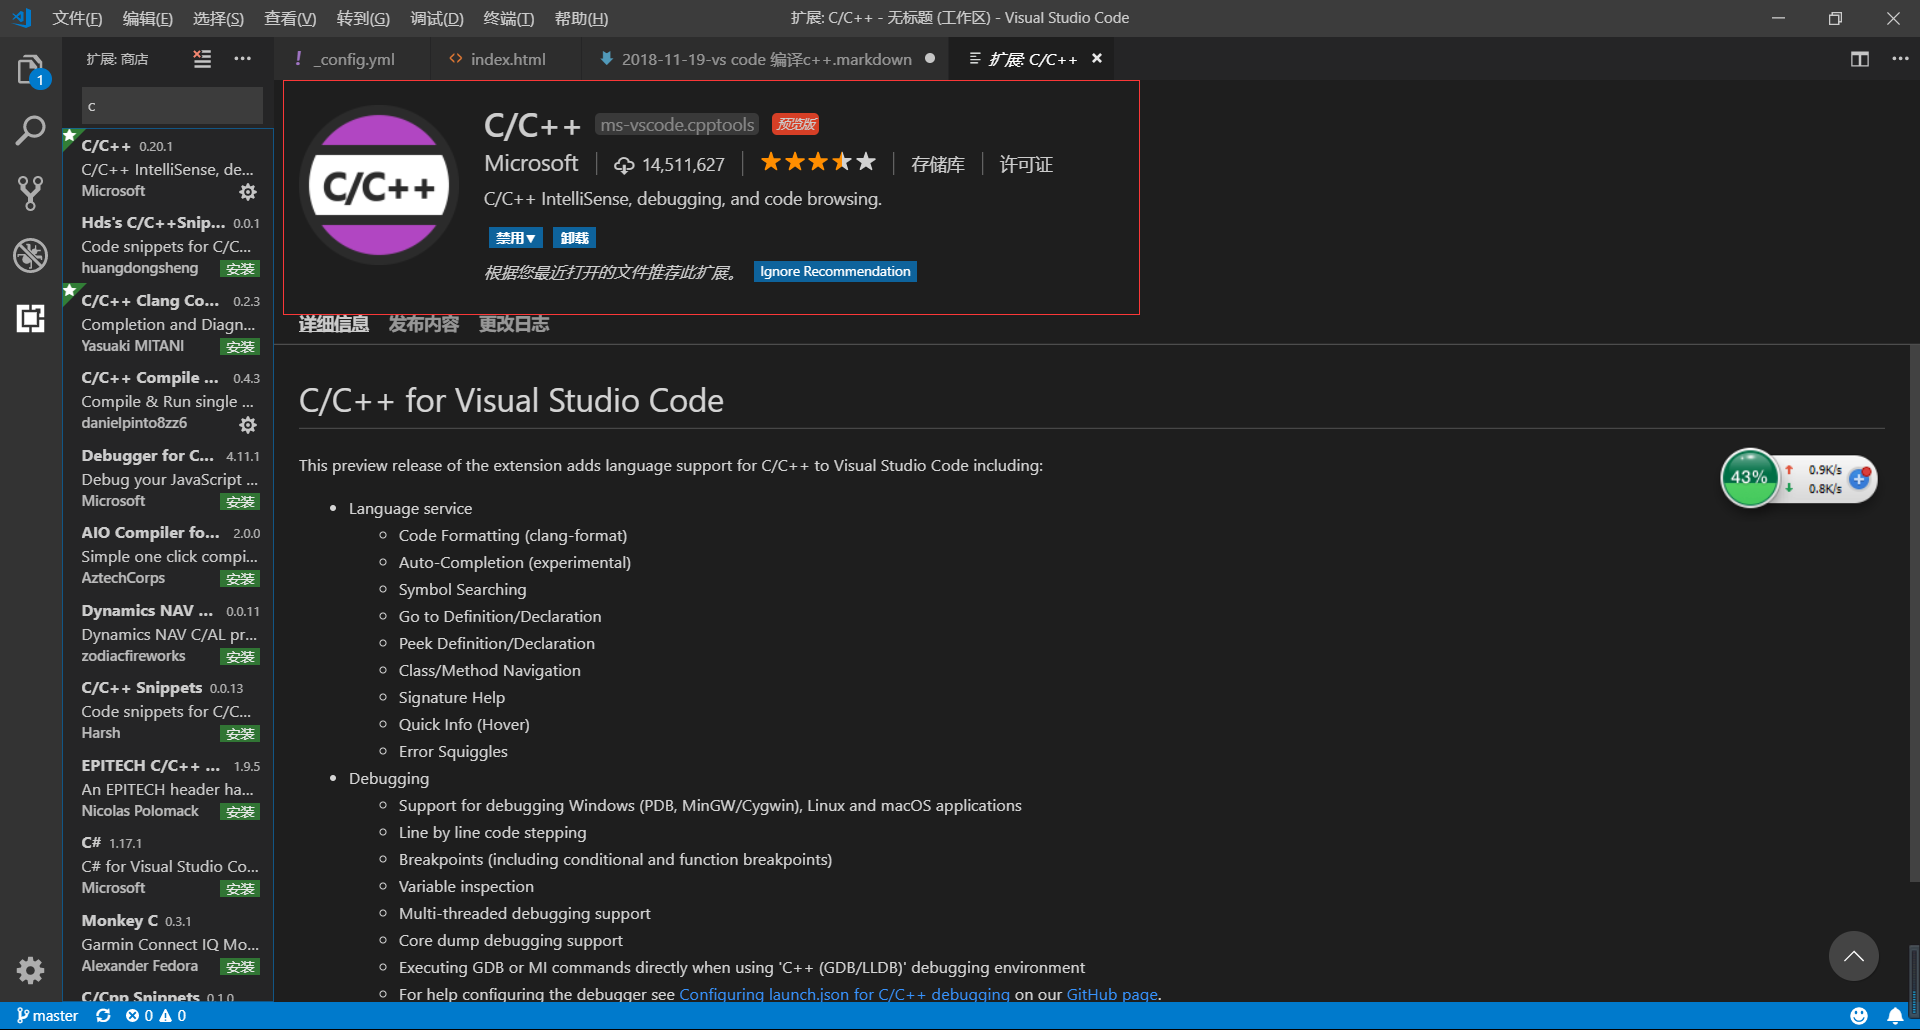 文件(F) 编辑(E) 选择(S) 查看(V) 转到(G) 调试(D) 终端(T) 帮助(H) 扩展: C/C++ - 无标题 (工作区) - Visual Studio Code
1
扩展: 商店
_config.yml index.html 2018-11-19-vs code 编译c++.markdown 扩展: C/C++
c
C/C++ 0.20.1
C/C++ IntelliSense, de...
Microsoft
Hds's C/C++Snip... 0.0.1
Code snippets for C/C...
huangdongsheng 安装
C/C++ Clang Co... 0.2.3
Completion and Diagn...
Yasuaki MITANI 安装
C/C++ Compile ... 0.4.3
Compile & Run single ...
danielpinto8zz6
Debugger for C... 4.11.1
Debug your JavaScript ...
Microsoft 安装
AIO Compiler fo... 2.0.0
Simple one click compi...
AztechCorps 安装
Dynamics NAV ... 0.0.11
Dynamics NAV C/AL pr...
zodiacfireworks 安装
C/C++ Snippets 0.0.13
Code snippets for C/C...
Harsh 安装
EPITECH C/C++ ... 1.9.5
An EPITECH header ha...
Nicolas Polomack 安装
C# 1.17.1
C# for Visual Studio Co...
Microsoft 安装
Monkey C 0.3.1
Garmin Connect IQ Mo...
Alexander Fedora 安装
C/Cpp Snippets 0.1.0
C/C++
C/C++ ms-vscode.cpptools 预览版
Microsoft 14,511,627 存储库 许可证
C/C++ IntelliSense, debugging, and code browsing.
禁用▼ 卸载
根据您最近打开的文件推荐此扩展。 Ignore Recommendation
详细信息 发布内容 更改日志
C/C++ for Visual Studio Code
This preview release of the extension adds language support for C/C++ to Visual Studio Code including:
Language service
Code Formatting (clang-format)
Auto-Completion (experimental)
Symbol Searching
Go to Definition/Declaration
Peek Definition/Declaration
Class/Method Navigation
Signature Help
Quick Info (Hover)
Error Squiggles
Debugging
Support for debugging Windows (PDB, MinGW/Cygwin), Linux and macOS applications
Line by line code stepping
Breakpoints (including conditional and function breakpoints)
Variable inspection
Multi-threaded debugging support
Core dump debugging support
Executing GDB or MI commands directly when using 'C++ (GDB/LLDB)' debugging environment
For help configuring the debugger see Configuring launch.json for C/C++ debugging on our GitHub page.
43% 0.9K/s
0.8K/s
master 0 0